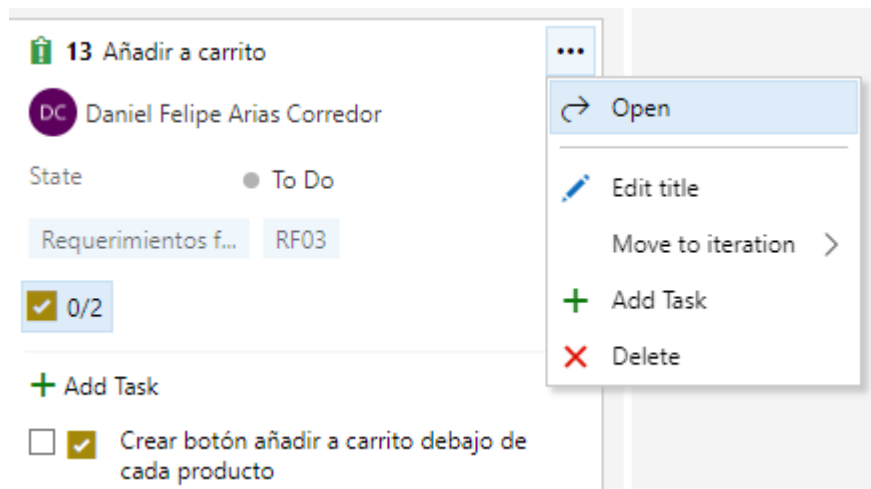 13 Añadir a carrito
...
DC Daniel Felipe Arias Corredor
State To Do
Requerimientos f... RF03
0/2
+ Add Task
Crear botón añadir a carrito debajo de
cada producto
Open
Edit title
Move to iteration
Add Task
Delete